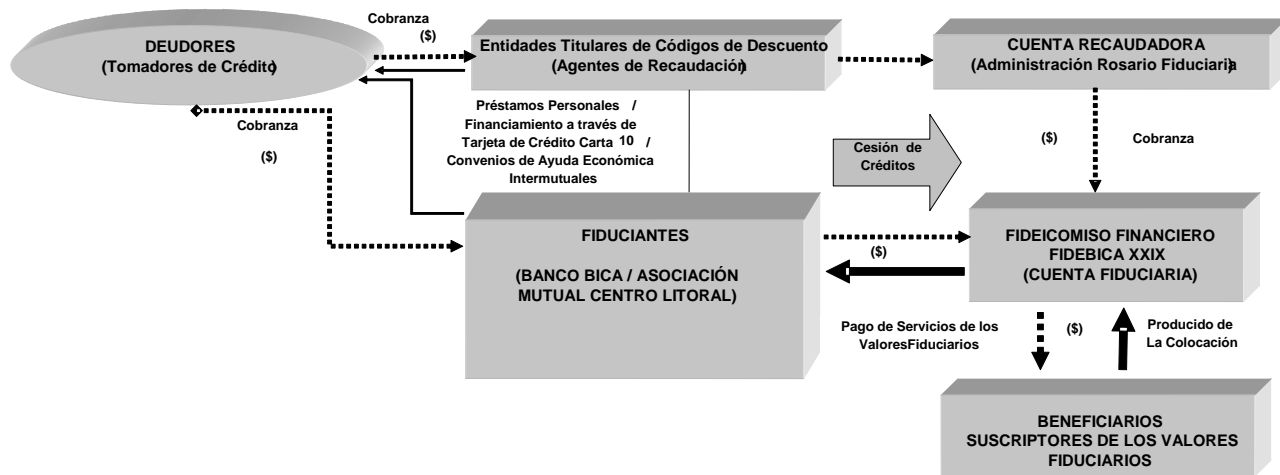 Cobranza
($)
DEUDORES
(Tomadores de Crédito)
Entidades Titulares de Códigos de Descuento
(Agentes de Recaudación)
CUENTA RECAUDADORA
(Administración Rosario Fiduciaria)
Cobranza
($)
Préstamos Personales /
Financiamiento a través de
Tarjeta de Crédito Carta 10 /
Convenios de Ayuda Económica
Intermutuales
Cesión de
Créditos
($)
Cobranza
FIDUCIANTES
(BANCO BICA / ASOCIACIÓN
MUTUAL CENTRO LITORAL)
($)
FIDEICOMISO FINANCIERO
FIDEBICA XXIX
(CUENTA FIDUCIARIA)
Pago de Servicios de los
ValoresFiduciarios
($)
Producido de
La Colocación
BENEFICIARIOS
SUSCRIPTORES DE LOS VALORES
FIDUCIARIOS